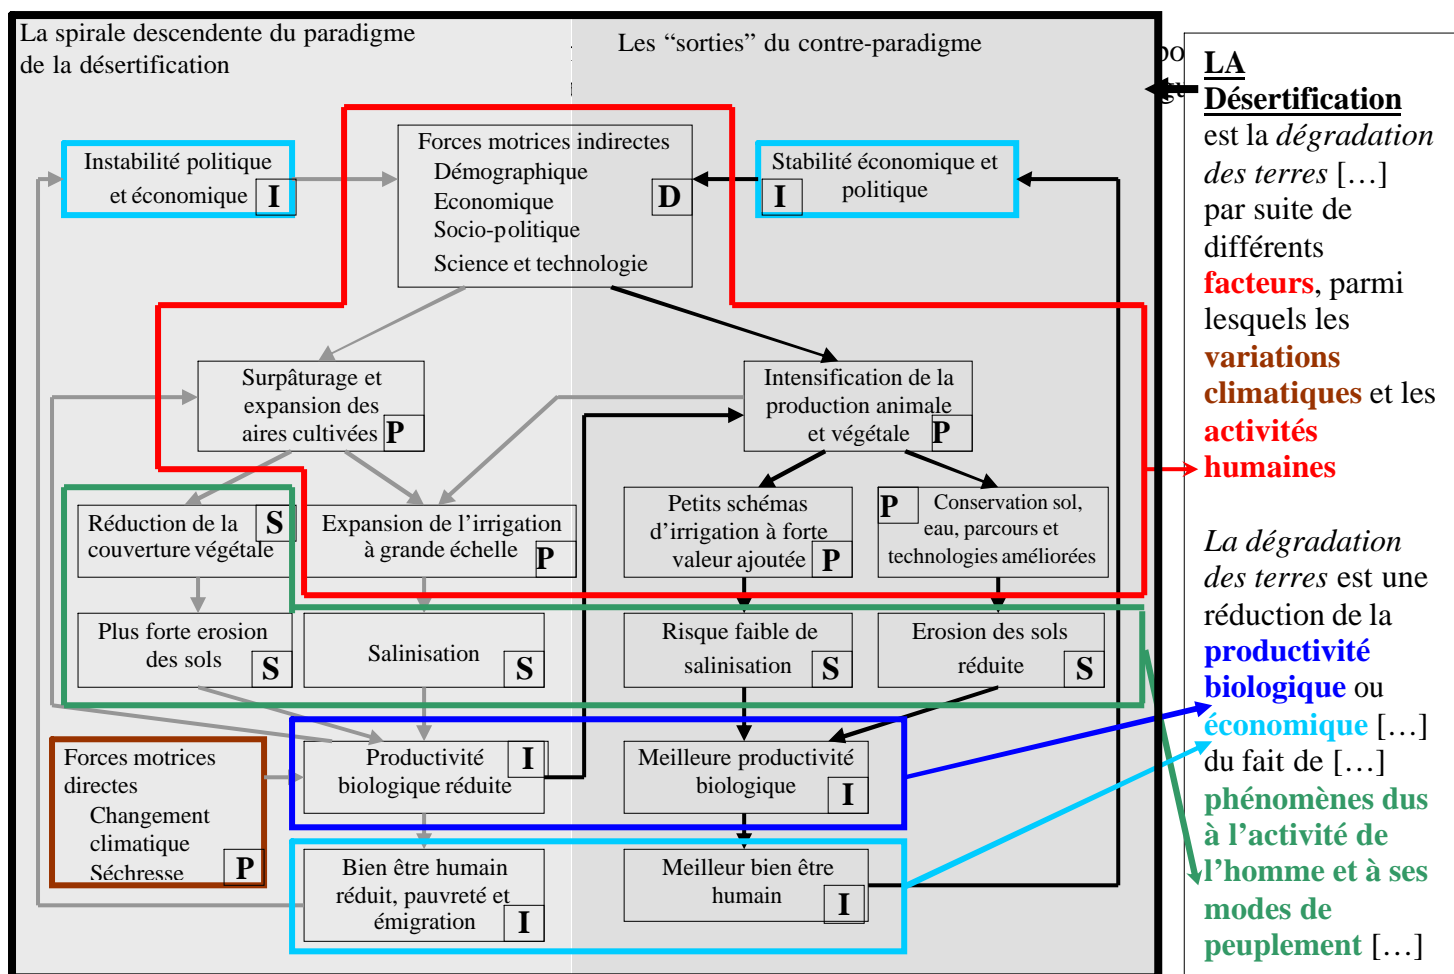 La spirale descendente du paradigme
de la désertification
Les “sorties” du contre-paradigme
Instabilité politique
et économique
I
Forces motrices indirectes
Démographique
Economique
Socio-politique
Science et technologie
D
Stabilité économique et
politique
I
Surpâturage et
expansion des
aires cultivées
P
Intensification de la
production animale
et végétale
P
Réduction de la
couverture végétale
S
Expansion de l’irrigation
à grande échelle
P
Petits schémas
d’irrigation à forte
valeur ajoutée
P
P
Conservation sol,
eau, parcours et
technologies améliorées
Plus forte erosion
des sols
S
Salinisation
S
Risque faible de
salinisation
S
Erosion des sols
réduite
S
Forces motrices
directes
Changement
climatique
Séchresse
P
Productivité
biologique réduite
I
Meilleure productivité
biologique
I
Bien être humain
réduit, pauvreté et
émigration
I
Meilleur bien être
humain
I
po
gu
LA
Désertification
est la dégradation
des terres […]
par suite de
différents
facteurs, parmi
lesquels les
variations
climatiques et les
activités
humaines
La dégradation
des terres est une
réduction de la
productivité
biologique ou
économique […]
du fait de […]
phénomènes dus
à l’activité de
l’homme et à ses
modes de
peuplement […]